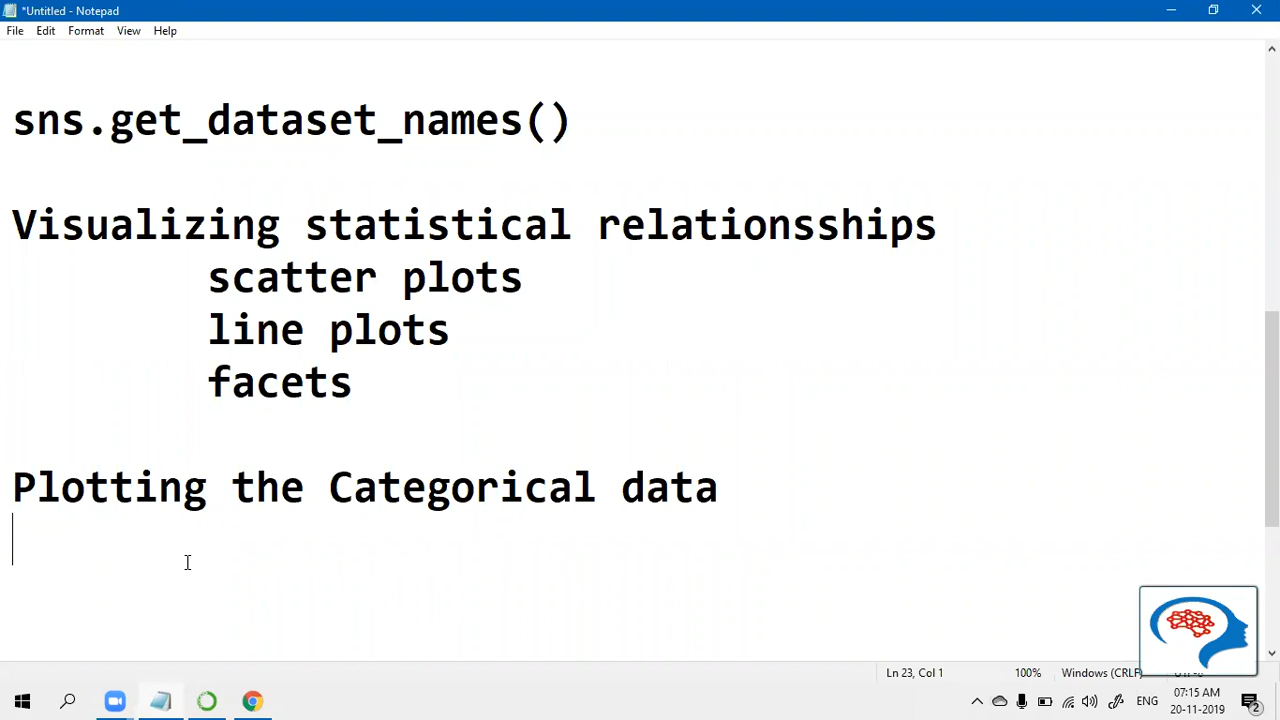 *Untitled - Notepad
File Edit Format View Help
sns.get_dataset_names()
Visualizing statistical relationsships
scatter plots
line plots
facets
Plotting the Categorical data
Ln 23, Col 1 100% Windows (CRLF)
ENG
07:15 AM
20-11-2019
2